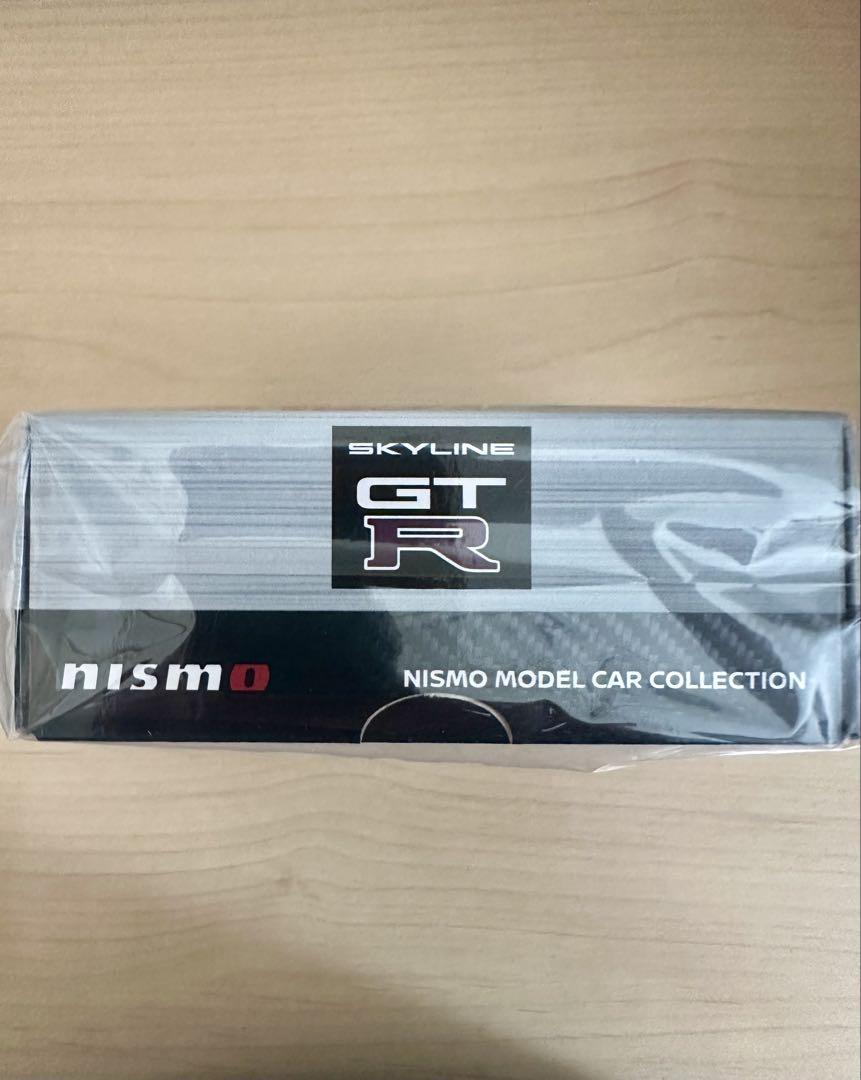 SKYLINE
GT
R
nismo
NISMO MODEL CAR COLLECTION